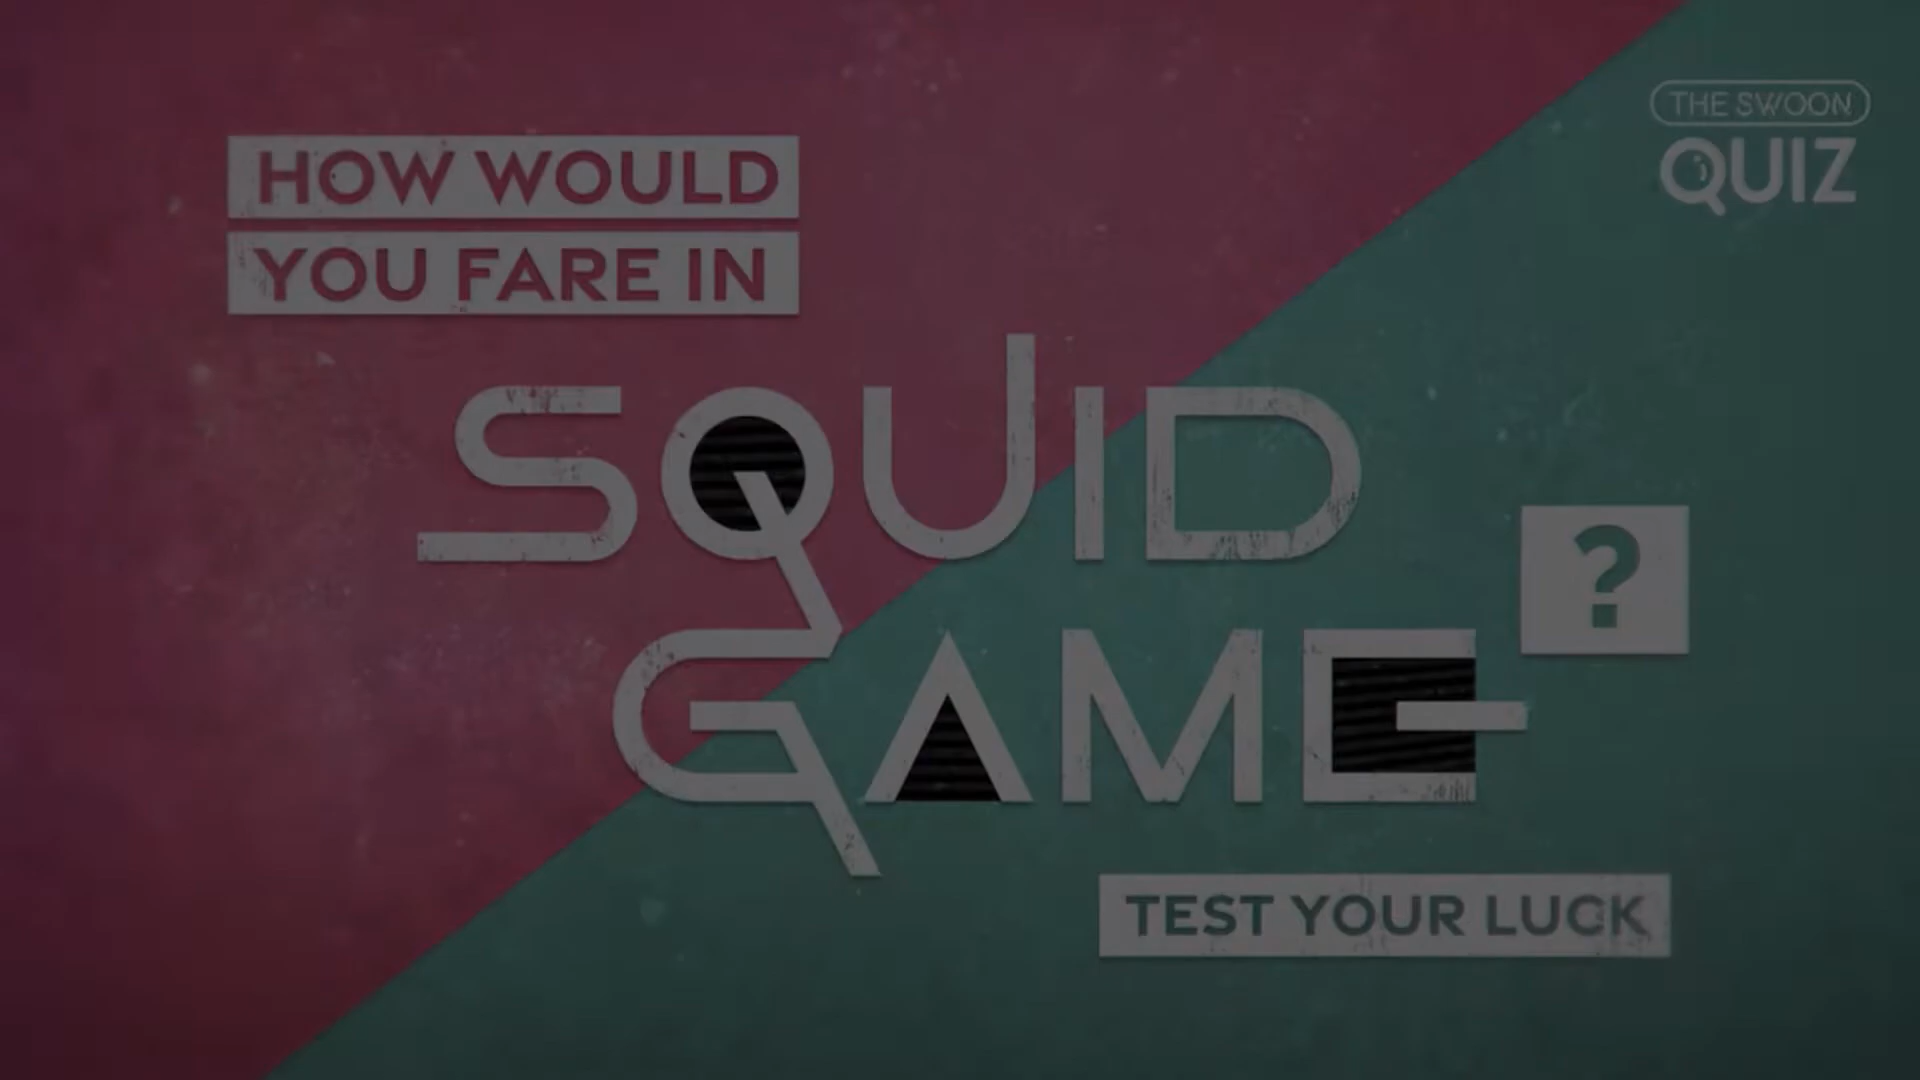 THE SWOON
QUIZ
HOW WOULD
YOU FARE IN
SQUID
GAME
?
TEST YOUR LUCK